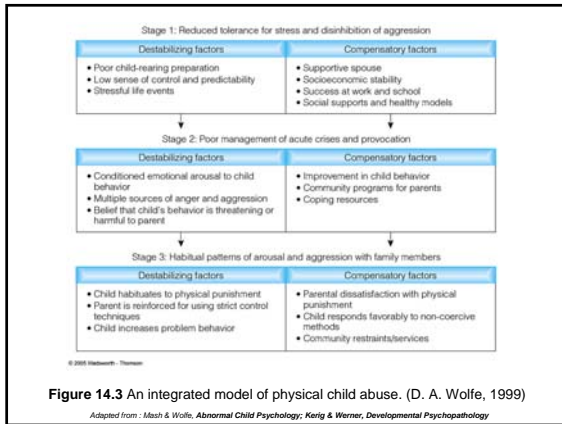 Stage 1: Reduced tolerance for stress and disinhibition of aggression
Destabilizing factors
• Poor child-rearing preparation
• Low sense of control and predictability
• Stressful life events
Compensatory factors
• Supportive spouse
• Socioeconomic stability
• Success at work and school
• Social supports and healthy models
Stage 2: Poor management of acute crises and provocation
Destabilizing factors
• Conditioned emotional arousal to child
behavior
• Multiple sources of anger and aggression
• Belief that child's behavior is threatening or
harmful to parent
Compensatory factors
• Improvement in child behavior
• Community programs for parents
• Coping resources
Stage 3: Habitual patterns of arousal and aggression with family members
Destabilizing factors
• Child habituates to physical punishment
• Parent is reinforced for using strict control
techniques
• Child increases problem behavior
Compensatory factors
• Parental dissatisfaction with physical
punishment
• Child responds favorably to non-coercive
methods
• Community restraints/services
© 2005 Wadsworth - Thomson
Figure 14.3 An integrated model of physical child abuse. (D. A. Wolfe, 1999)
Adapted from : Mash & Wolfe, Abnormal Child Psychology; Kerig & Werner, Developmental Psychopathology